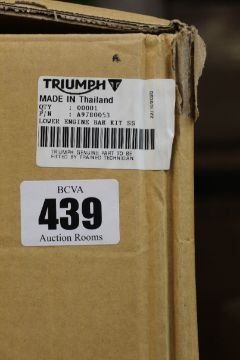 TRIUMPH
MADE IN Thailand
QTY : 00001
P/N : A9780053
LOWER ENGINE BAR KIT SS
TRIUMPH GENUINE PART TO BE
FITTED BY TRAINED TECHNICIAN
BCVA
439
Auction Rooms